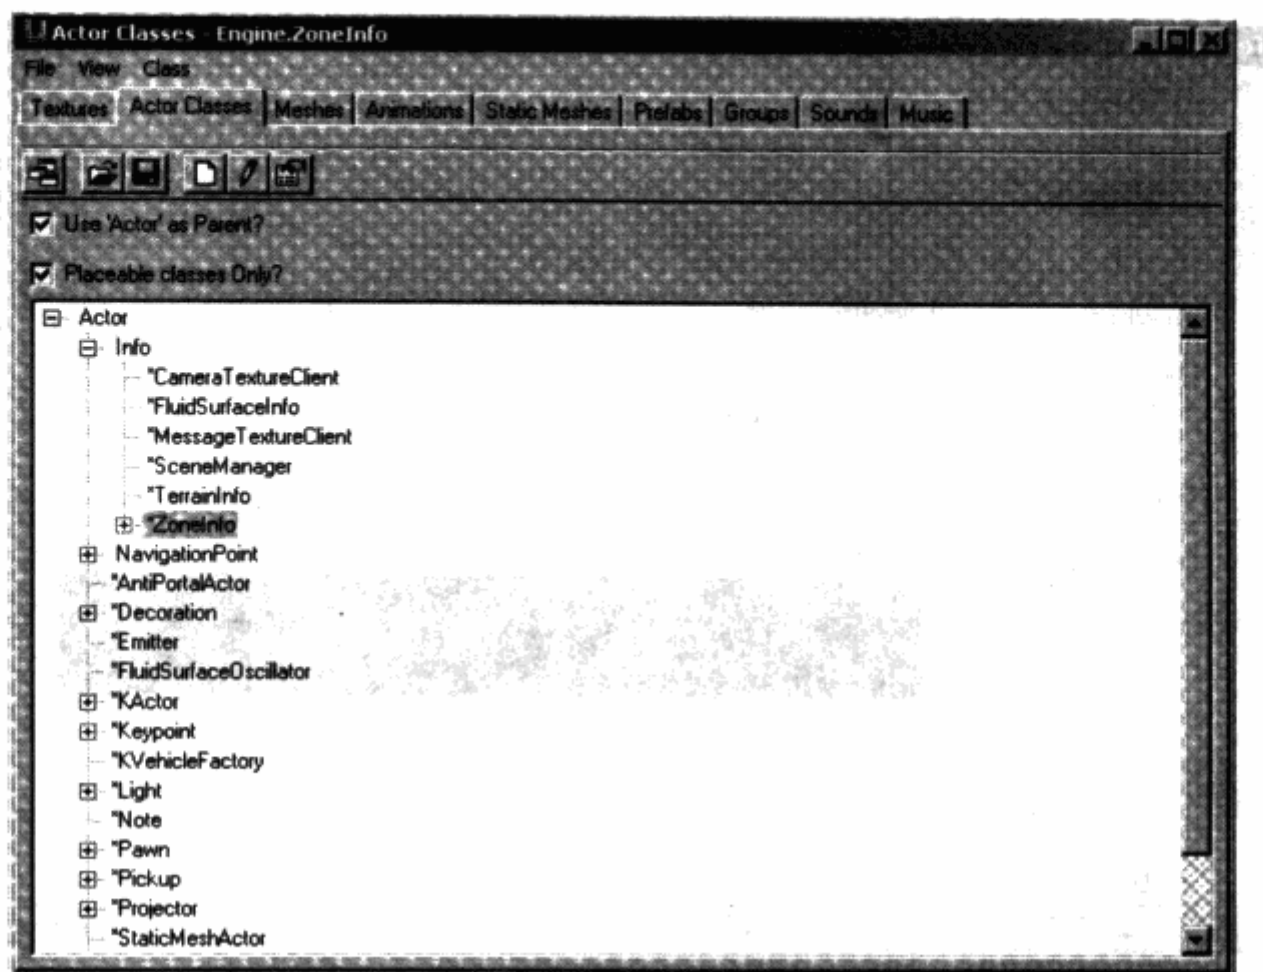 Actor Classes - Engine.ZoneInfo
File View Class
Textures Actor Classes Meshes Animations Static Meshes Prefabs Groups Sounds Music
Use 'Actor' as Parent?
Placeable classes Only?
Actor
Info
*CameraTextureClient
*FluidSurfaceInfo
*MessageTextureClient
*SceneManager
*TerrainInfo
*ZoneInfo
NavigationPoint
*AntiPortalActor
*Decoration
*Emitter
*FluidSurfaceOscillator
*KActor
*Keypoint
*KVehicleFactory
*Light
*Note
*Pawn
*Pickup
*Projector
*StaticMeshActor